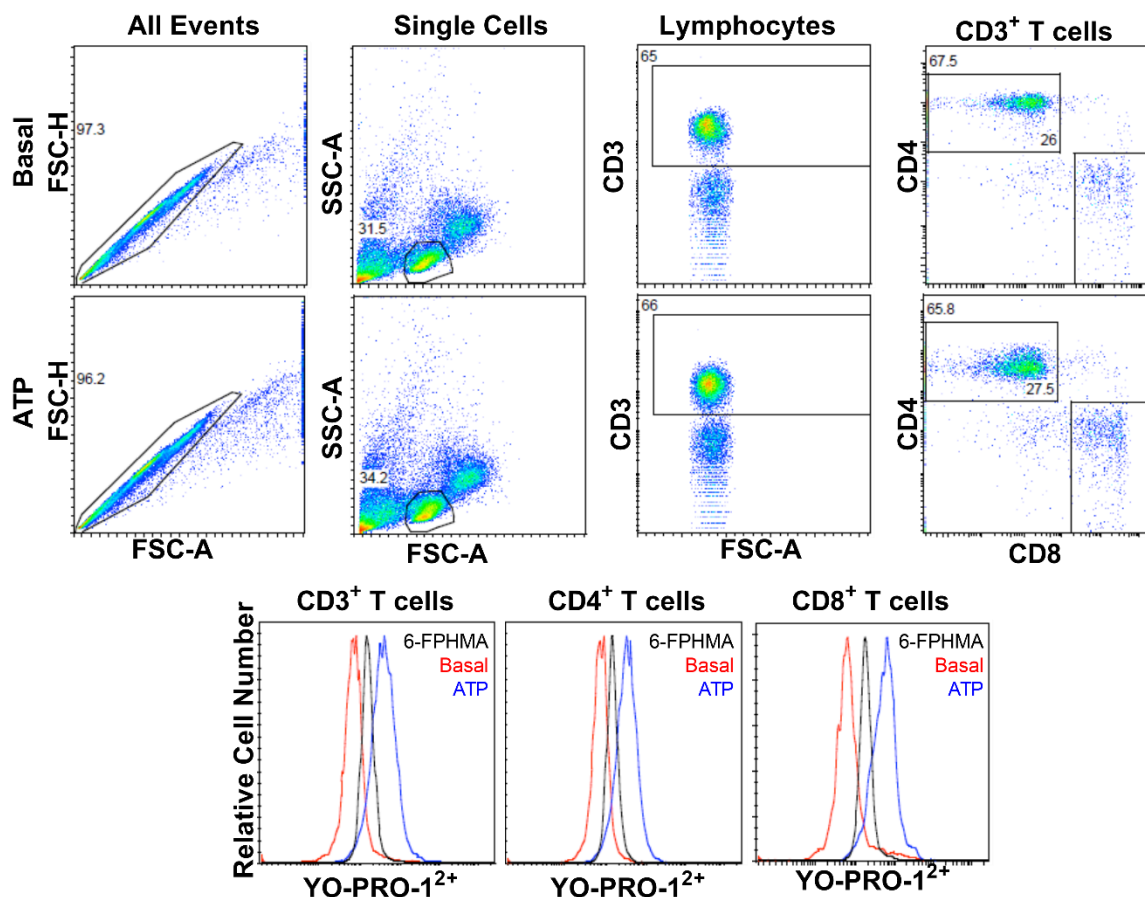 All Events Single Cells Lymphocytes CD3+ T cells
Basal
FSC-H
97.3
SSC-A
31.5
CD3
65
CD4
67.5
26
ATP
FSC-H
96.2
SSC-A
34.2
CD3
66
CD4
65.8
27.5
FSC-A FSC-A FSC-A CD8
Relative Cell Number
CD3+ T cells
6-FPHMA
Basal
ATP
YO-PRO-1²⁺
CD4+ T cells
6-FPHMA
Basal
ATP
YO-PRO-1²⁺
CD8+ T cells
6-FPHMA
Basal
ATP
YO-PRO-1²⁺